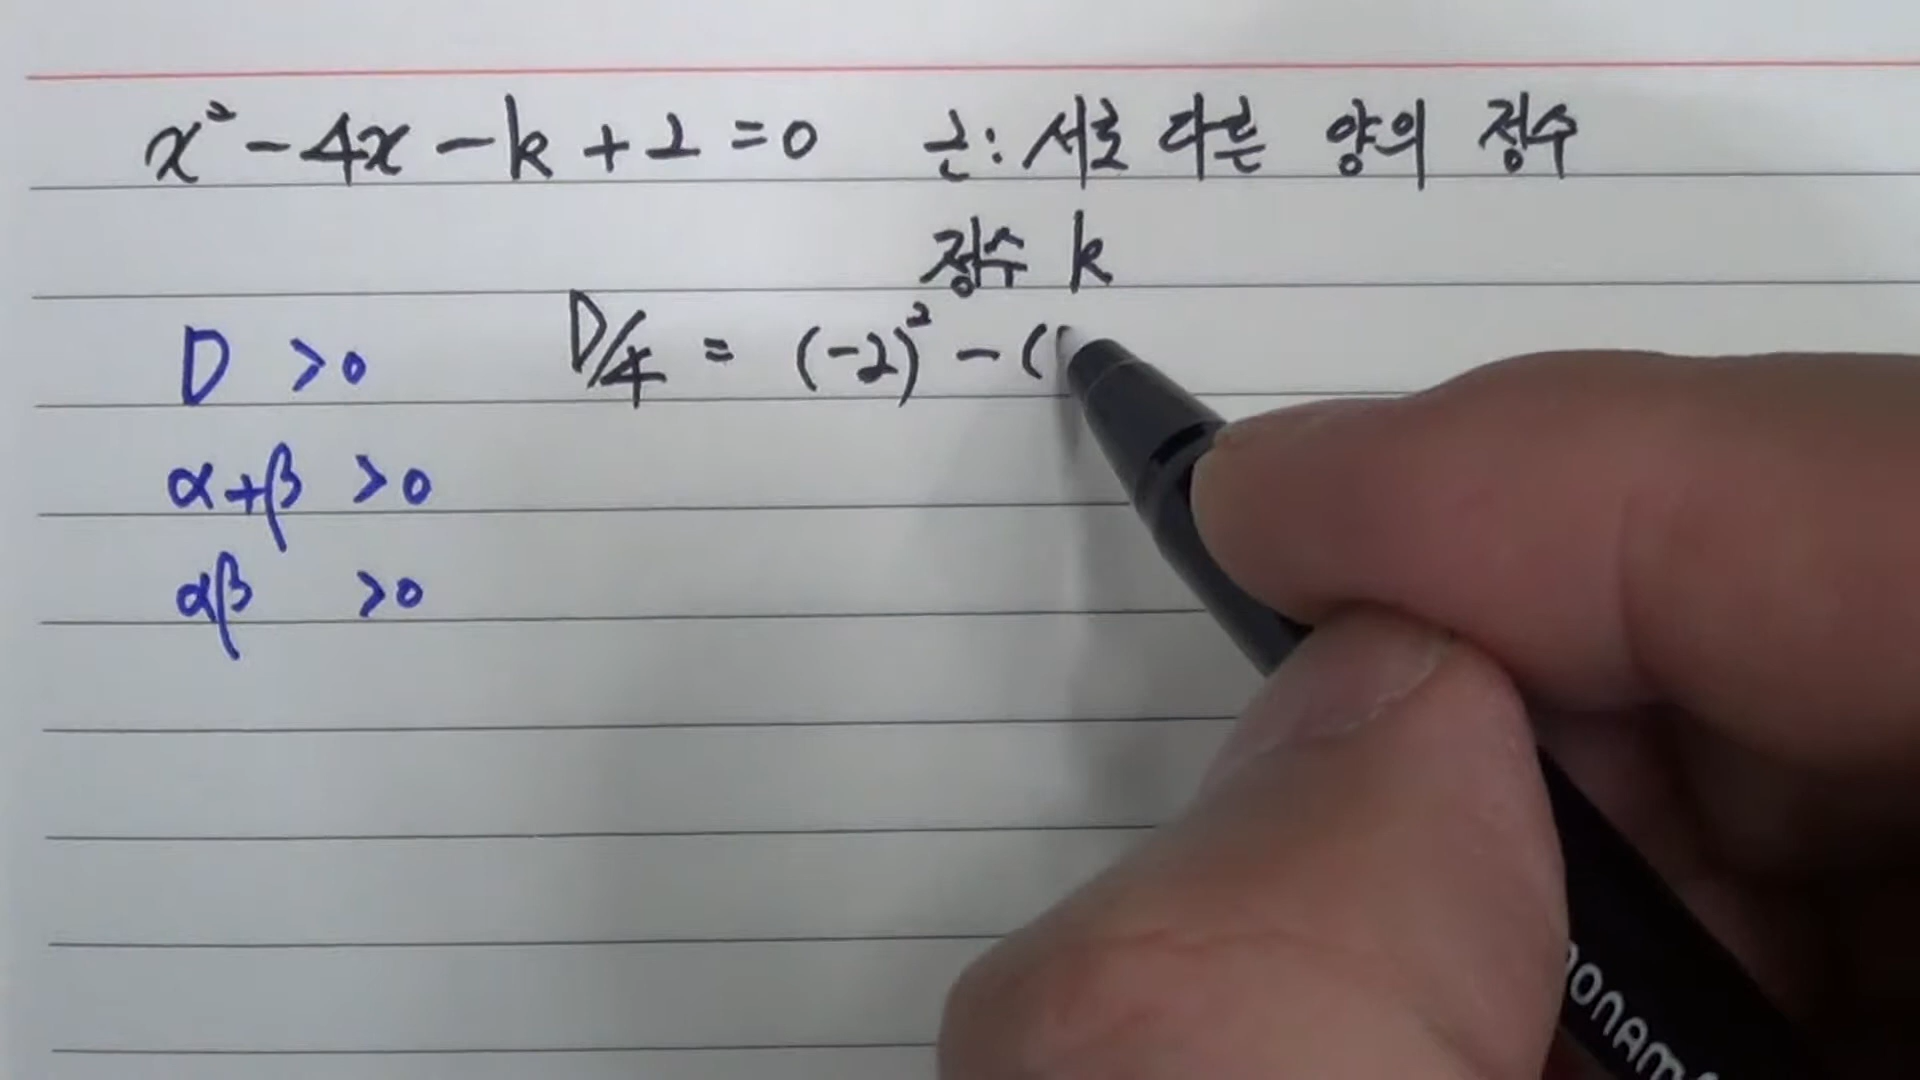 x² - 4x - k + 2 = 0 근: 서로 다른 양의 정수
정수 k
D > 0 D/4 = (-2)² - (
α+β > 0
αβ > 0